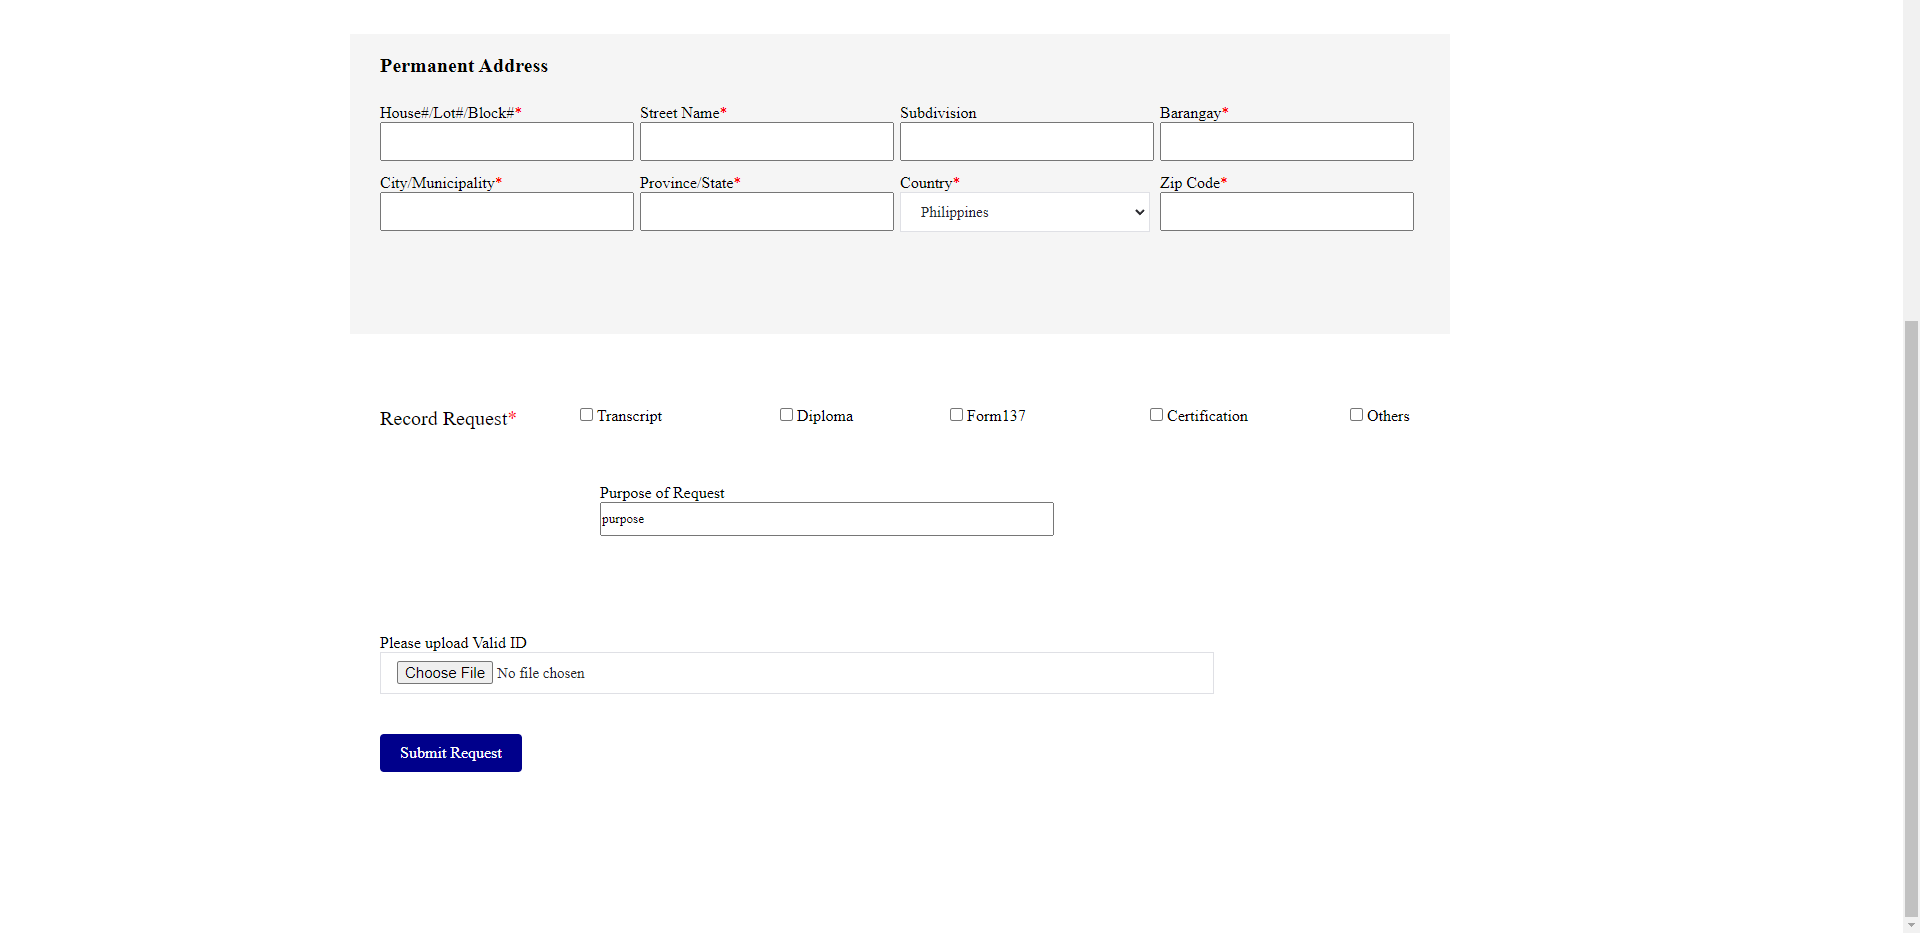 Permanent Address
House#/Lot#/Block#* Street Name* Subdivision Barangay*
City/Municipality* Province/State* Country* Zip Code*
Philippines
Record Request* Transcript Diploma Form137 Certification Others
Purpose of Request
purpose
Please upload Valid ID
Choose File No file chosen
Submit Request